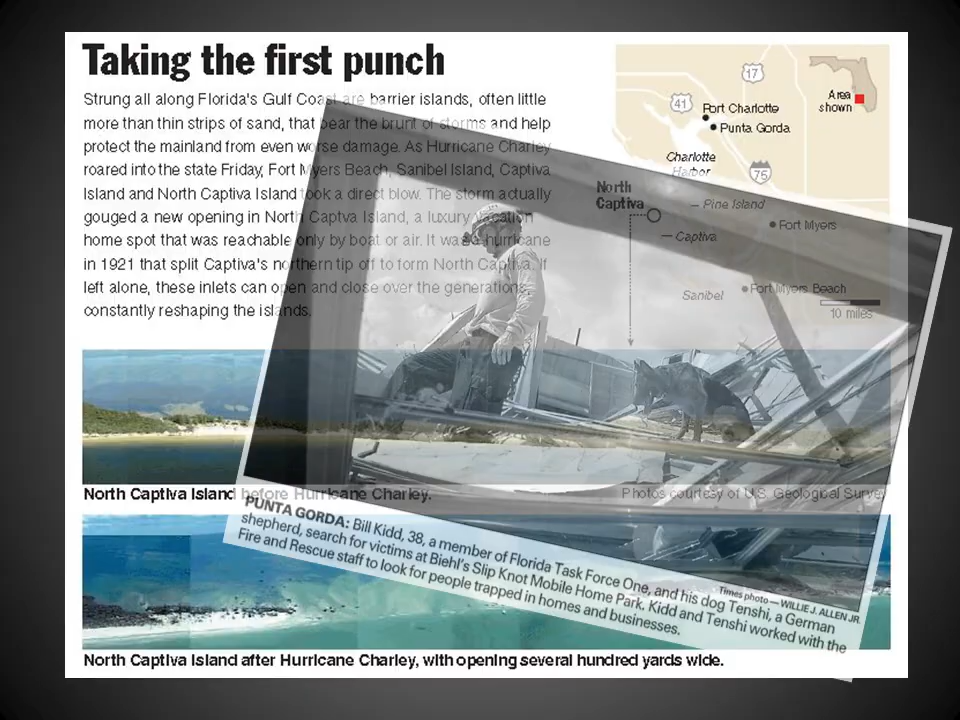 Taking the first punch
Strung all along Florida's Gulf Coast are barrier islands, often little
more than thin strips of sand, that bear the brunt of storms and help
protect the mainland from even worse damage. As Hurricane Charley
roared into the state Friday, Fort Myers Beach, Sanibel Island, Captiva
Island and North Captiva Island took a direct blow. The storm actually
gouged a new opening in North Captva Island, a luxury vacation
home spot that was reachable only by boat or air. It was a hurricane
in 1921 that split Captiva's northern tip off to form North Captiva. If
left alone, these inlets can open and close over the generations,
constantly reshaping the islands.
17
41
Port Charlotte
Punta Gorda
Area
shown
Charlotte
Harbor
75
North
Captiva
Pine Island
Fort Myers
Captiva
Sanibel
Fort Myers Beach
10 miles
North Captiva Island before Hurricane Charley.
Photos courtesy of U.S. Geological Survey
Times photo — WILLIE J. ALLEN JR.
PUNTA GORDA: Bill Kidd, 38, a member of Florida Task Force One, and his dog Tenshi, a German
shepherd, search for victims at Biehl's Slip Knot Mobile Home Park. Kidd and Tenshi worked with the
Fire and Rescue staff to look for people trapped in homes and businesses.
North Captiva Island after Hurricane Charley, with opening several hundred yards wide.